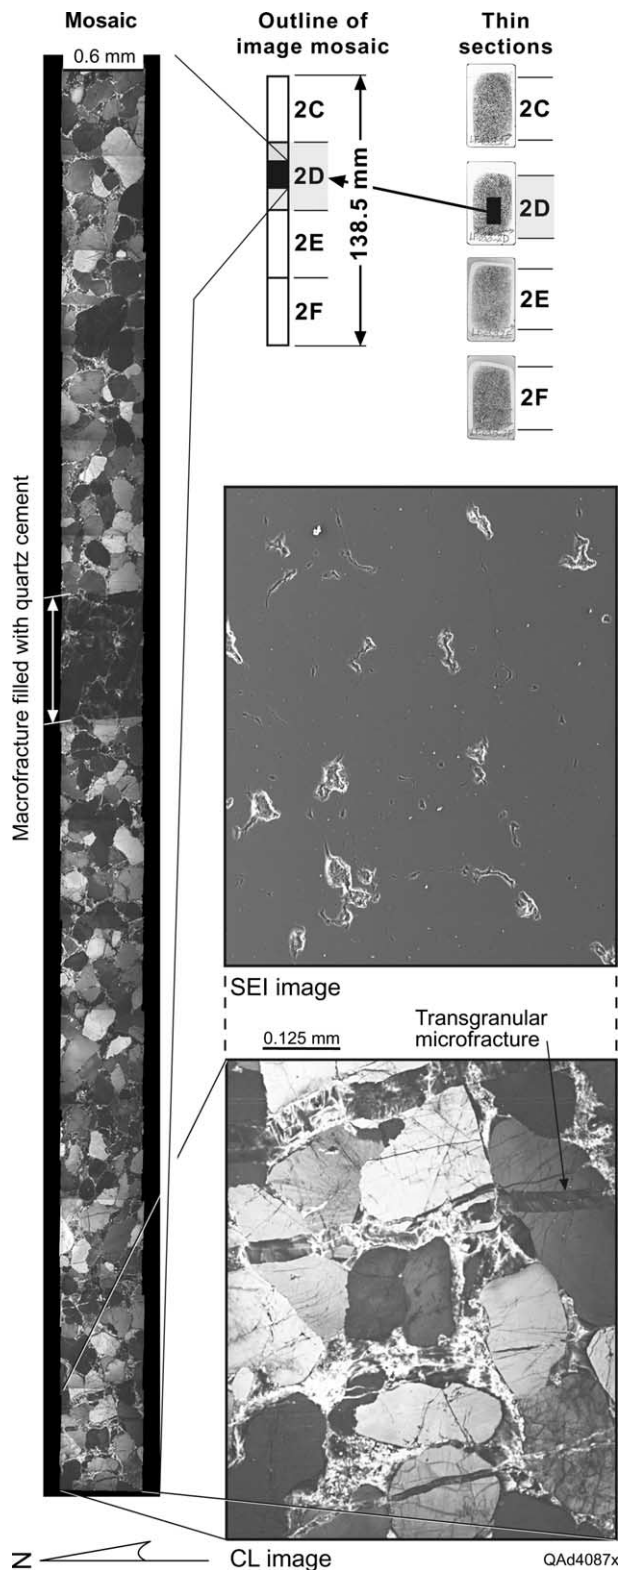 Mosaic
0.6 mm
Outline of
image mosaic
2C
2D
2E
2F
138.5 mm
Thin
sections
2C
2D
2E
2F
Macrofracture filled with quartz cement
SEI image
0.125 mm
Transgranular
microfracture
N
CL image
QAd4087x